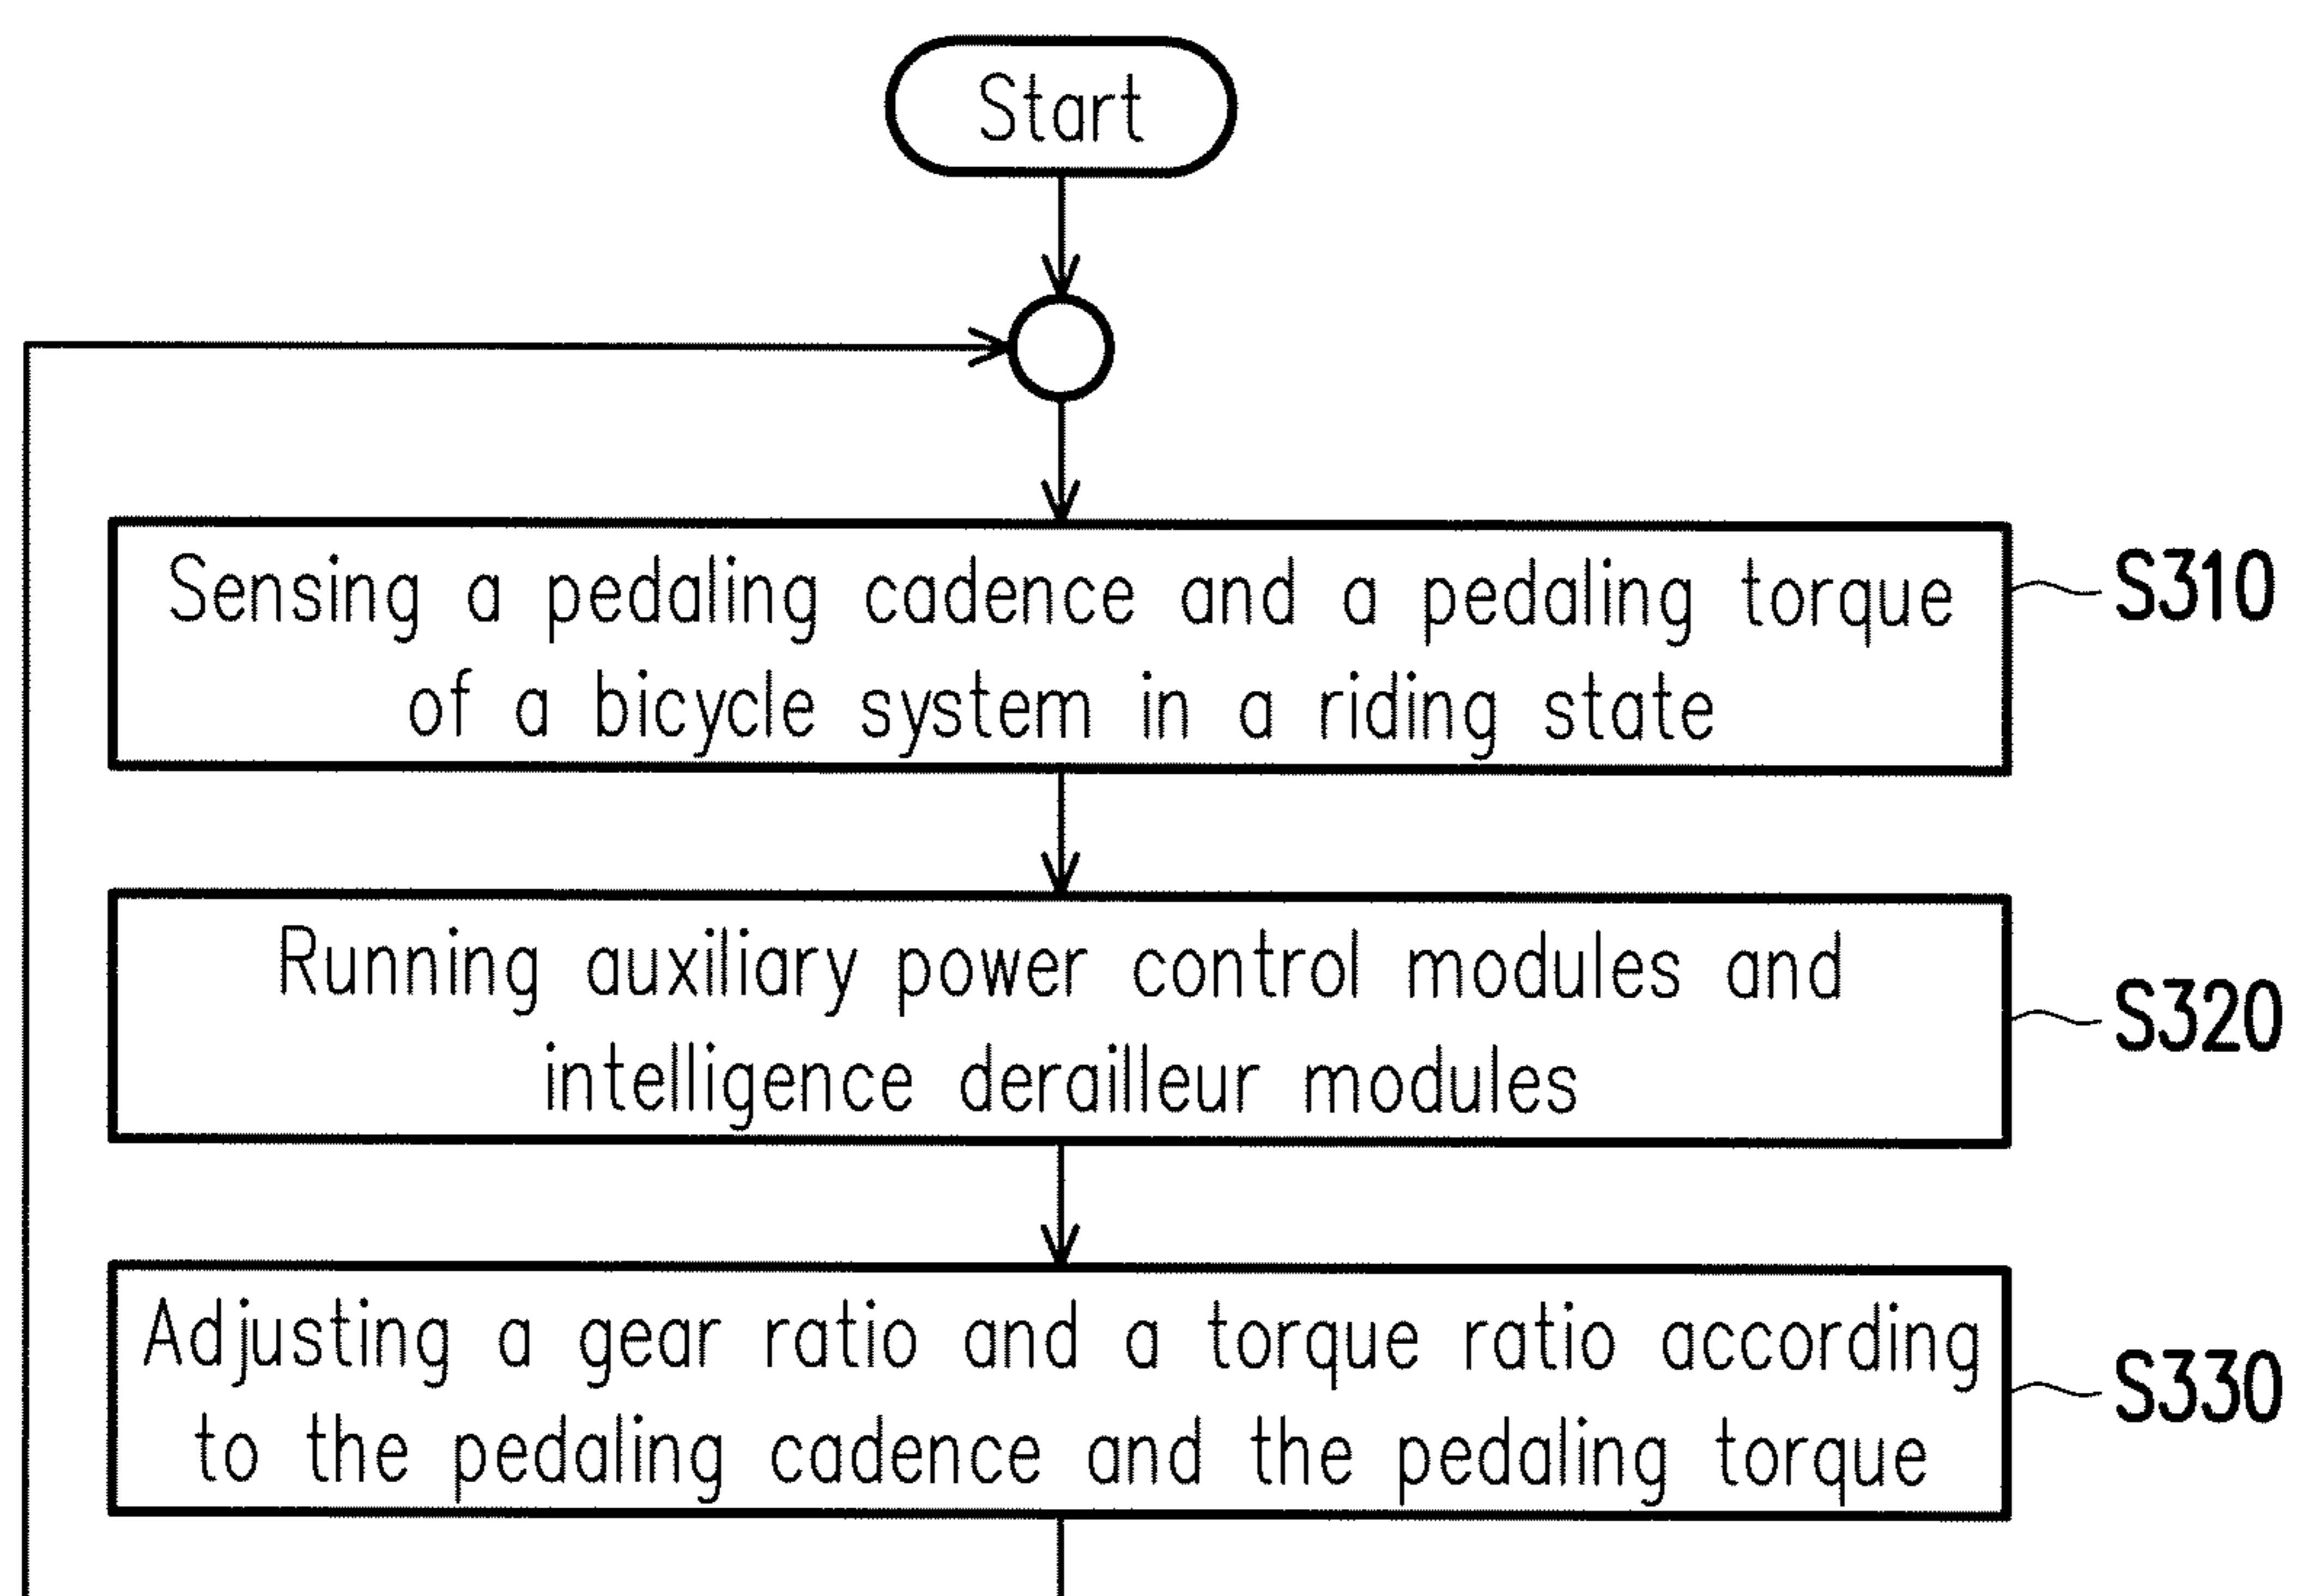 Start
Sensing a pedaling cadence and a pedaling torque
of a bicycle system in a riding state
S310
Running auxiliary power control modules and
intelligence derailleur modules
S320
Adjusting a gear ratio and a torque ratio according
to the pedaling cadence and the pedaling torque
S330